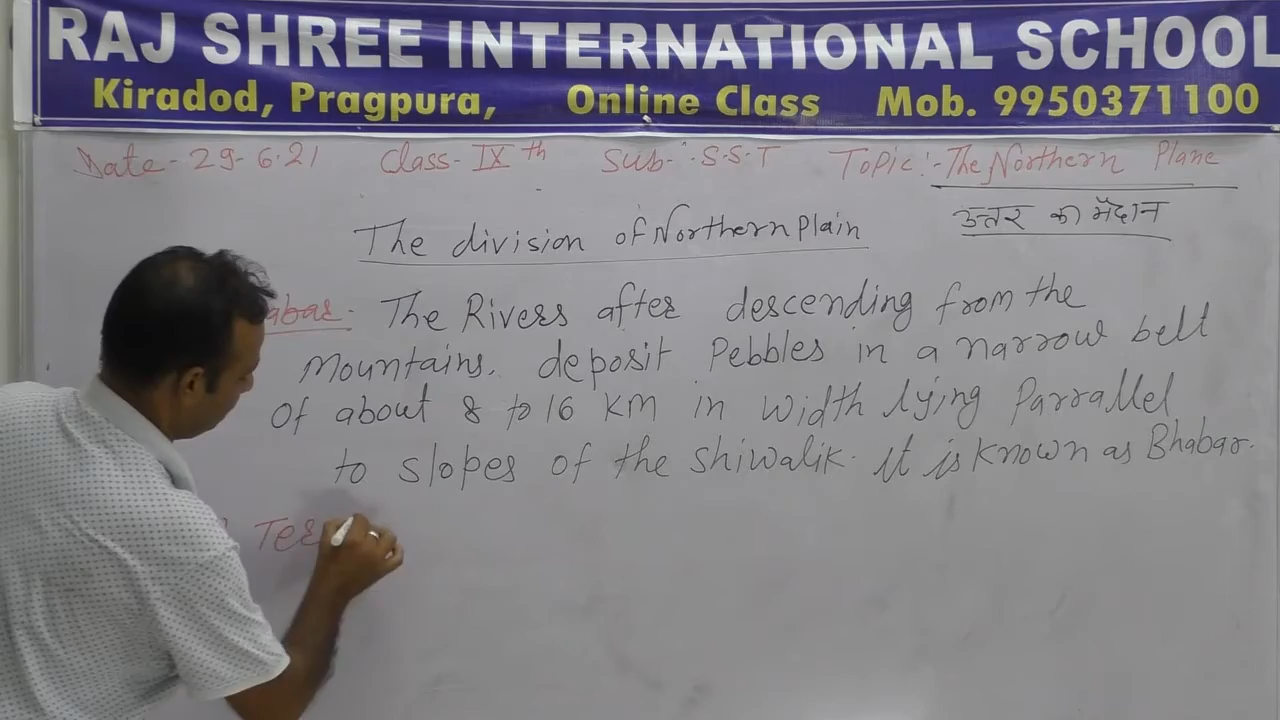 RAJ SHREE INTERNATIONAL SCHOOL
Kiradod, Pragpura, Online Class Mob. 9950371100
Date - 29-6-21 Class - IXth Sub - S.S.T Topic :- The Northern Plane
The division of Northern Plain उत्तर का मैदान
abar. The Rivers after descending from the
mountains. deposit Pebbles in a narrow belt
of about 8 to 16 KM in width lying Parrallel
to slopes of the shiwalik. it is known as Bhabar.
Ter